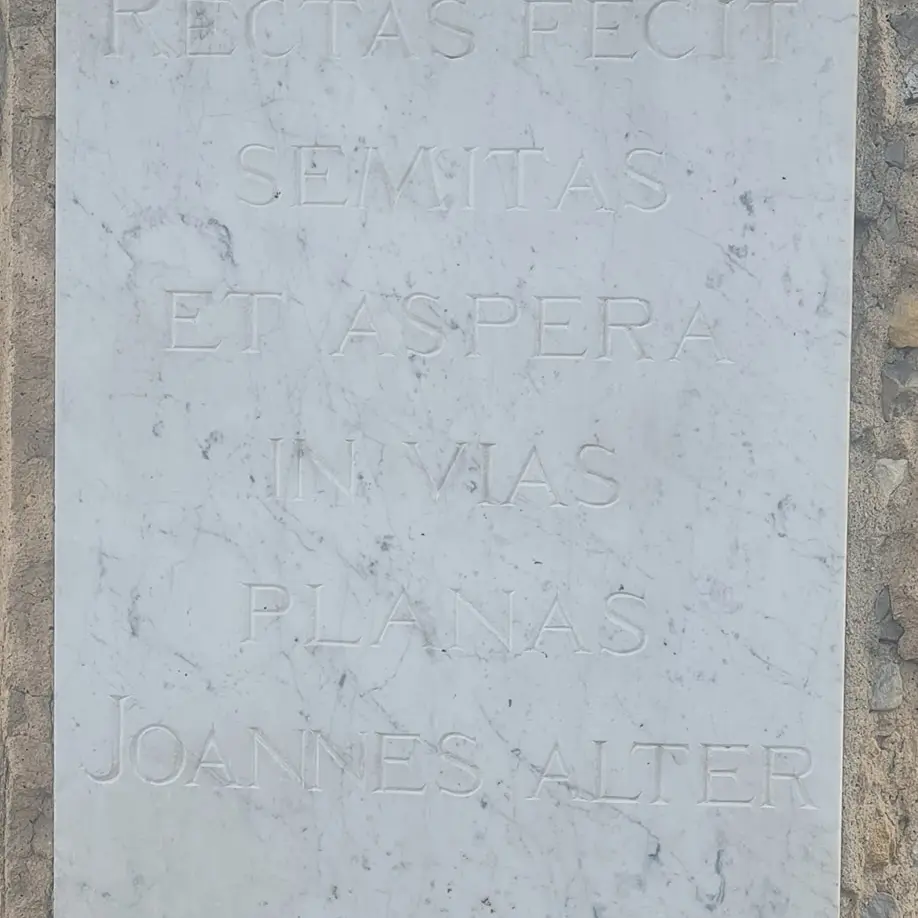 RECTAS FECIT
SEMITAS
ET ASPERA
IN VIAS
PLANAS
JOANNES ALTER